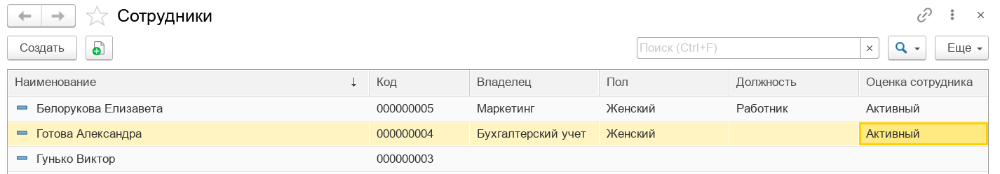 Сотрудники
Создать Поиск (Ctrl+F) × Еще
Наименование ↓ Код Владелец Пол Должность Оценка сотрудника
Белорукова Елизавета 000000005 Маркетинг Женский Работник Активный
Готова Александра 000000004 Бухгалтерский учет Женский Активный
Гунько Виктор 000000003